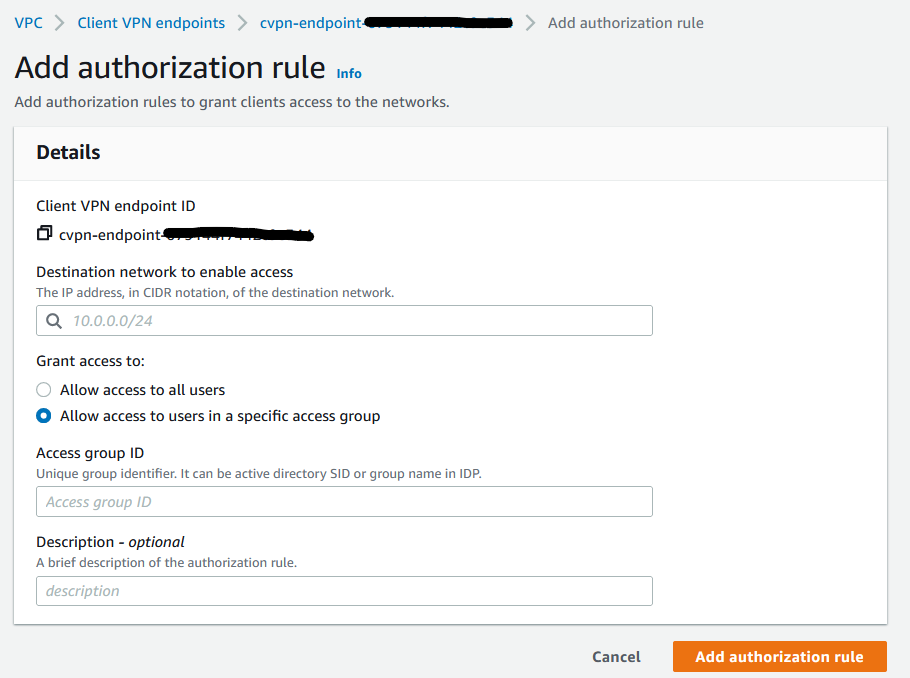 VPC > Client VPN endpoints > cvpn-endpoint- > Add authorization rule
Add authorization rule Info
Add authorization rules to grant clients access to the networks.
Details
Client VPN endpoint ID
cvpn-endpoint-
Destination network to enable access
The IP address, in CIDR notation, of the destination network.
10.0.0.0/24
Grant access to:
Allow access to all users
Allow access to users in a specific access group
Access group ID
Unique group identifier. It can be active directory SID or group name in IDP.
Access group ID
Description - optional
A brief description of the authorization rule.
description
Cancel Add authorization rule